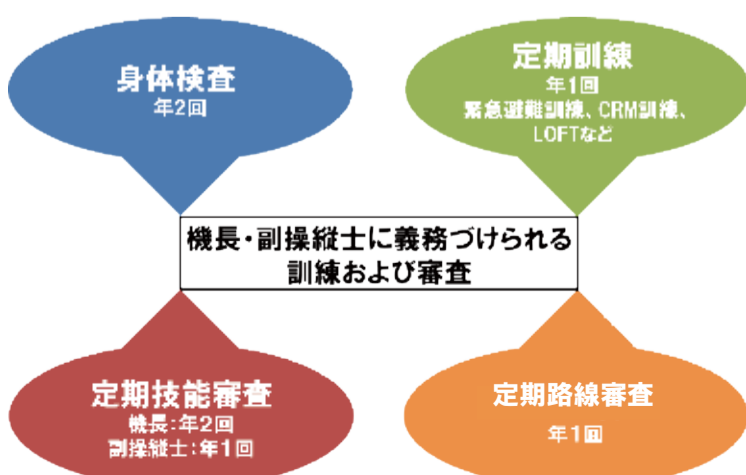 身体検査
年2回
定期訓練
年1回
緊急避難訓練、CRM訓練、
LOFTなど
機長・副操縦士に義務づけられる
訓練および審査
定期技能審査
機長:年2回
副操縦士:年1回
定期路線審査
年1回